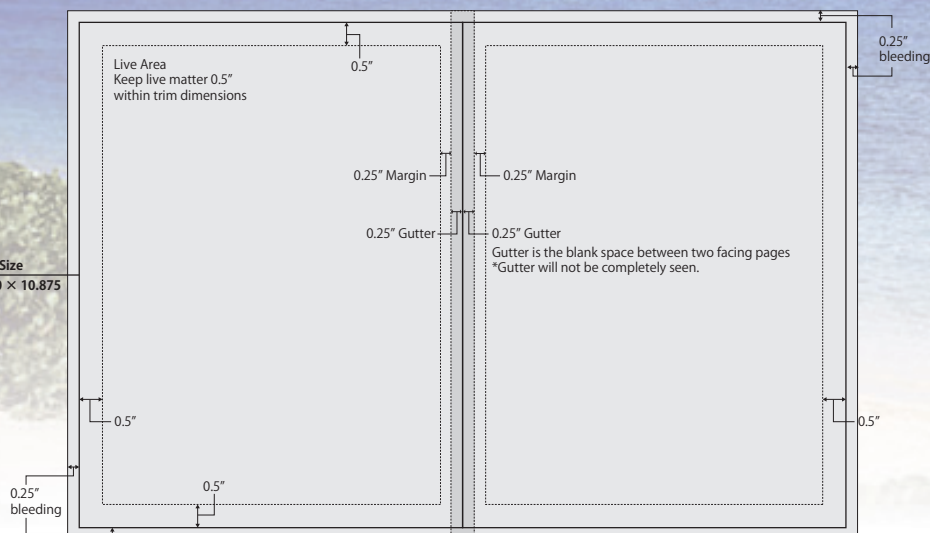 0.25"
bleeding
Live Area
Keep live matter 0.5"
within trim dimensions
0.5"
0.25" Margin
0.25" Margin
0.25" Gutter
0.25" Gutter
Gutter is the blank space between two facing pages
*Gutter will not be completely seen.
Size
× 10.875
0.5"
0.5"
0.5"
0.25"
bleeding